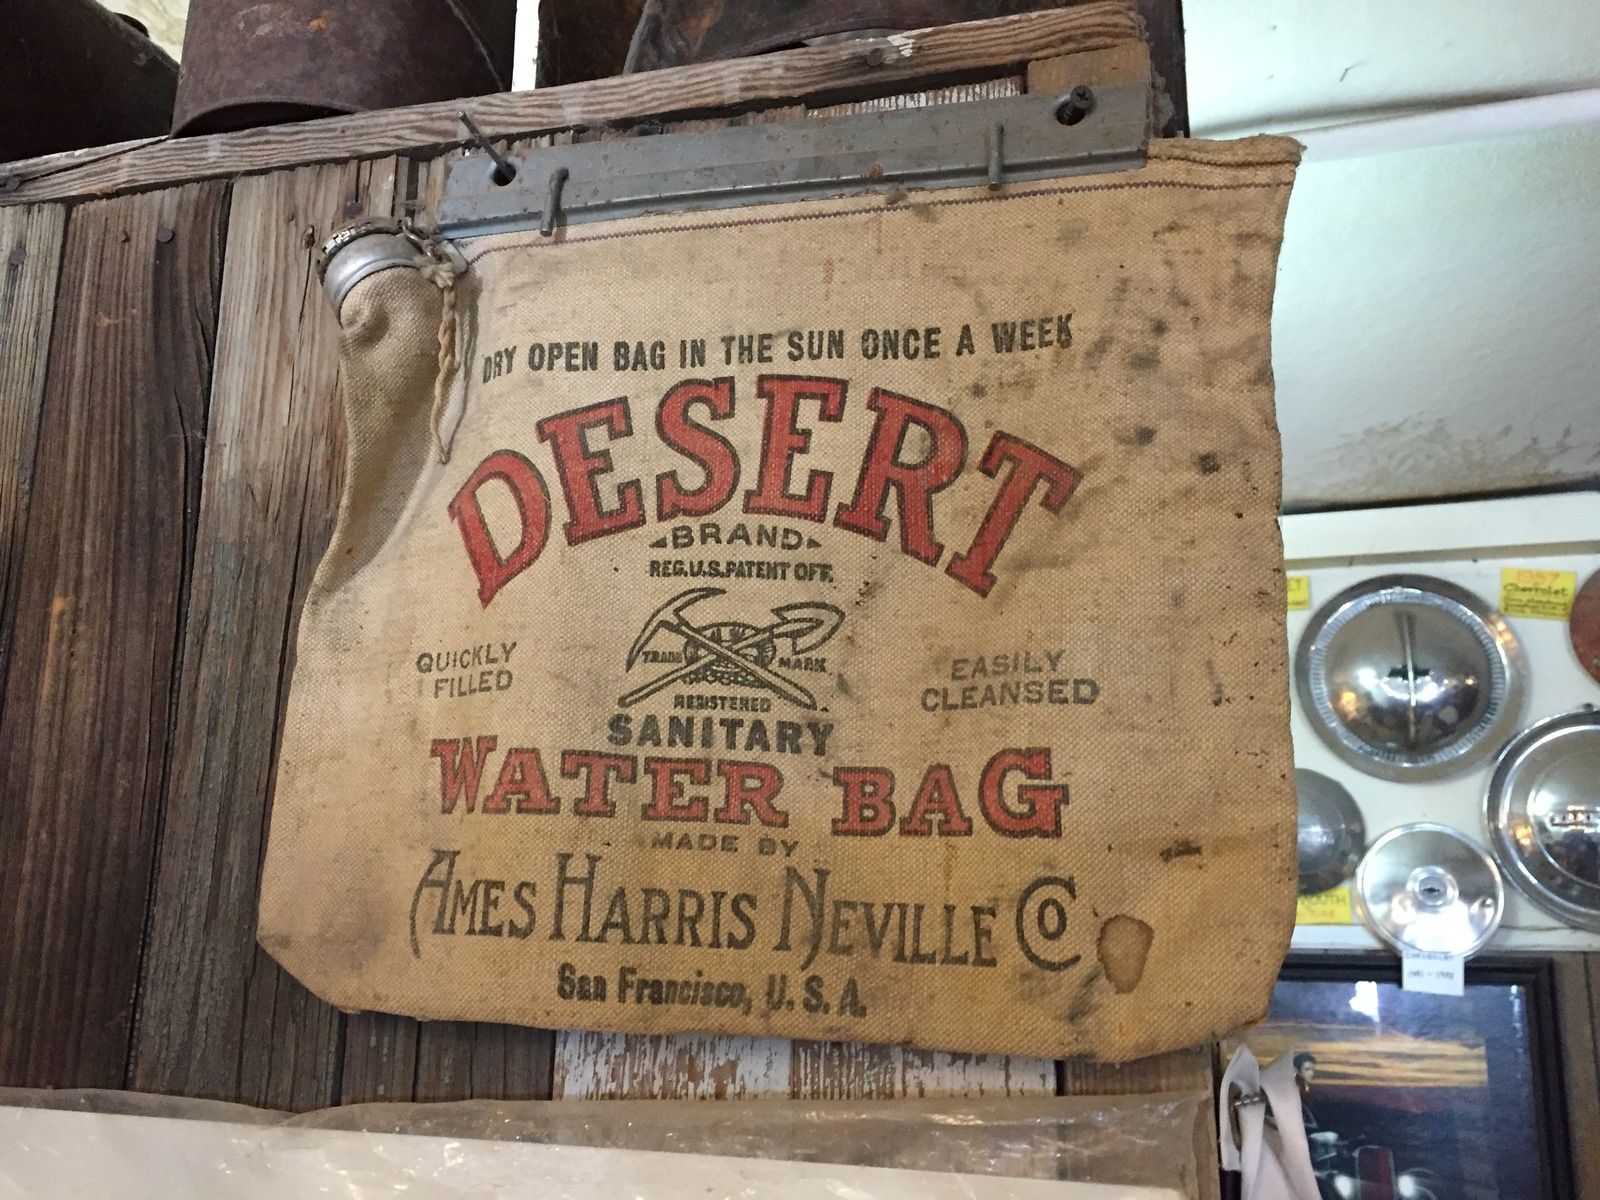 DRY OPEN BAG IN THE SUN ONCE A WEEK
DESERT
BRAND
REG.U.S.PATENT OFF.
TRADE MARK
REGISTERED
QUICKLY
FILLED
EASILY
CLEANSED
SANITARY
WATER BAG
MADE BY
AMES HARRIS NEVILLE CO
San Francisco, U.S.A.
1957
Chevrolet